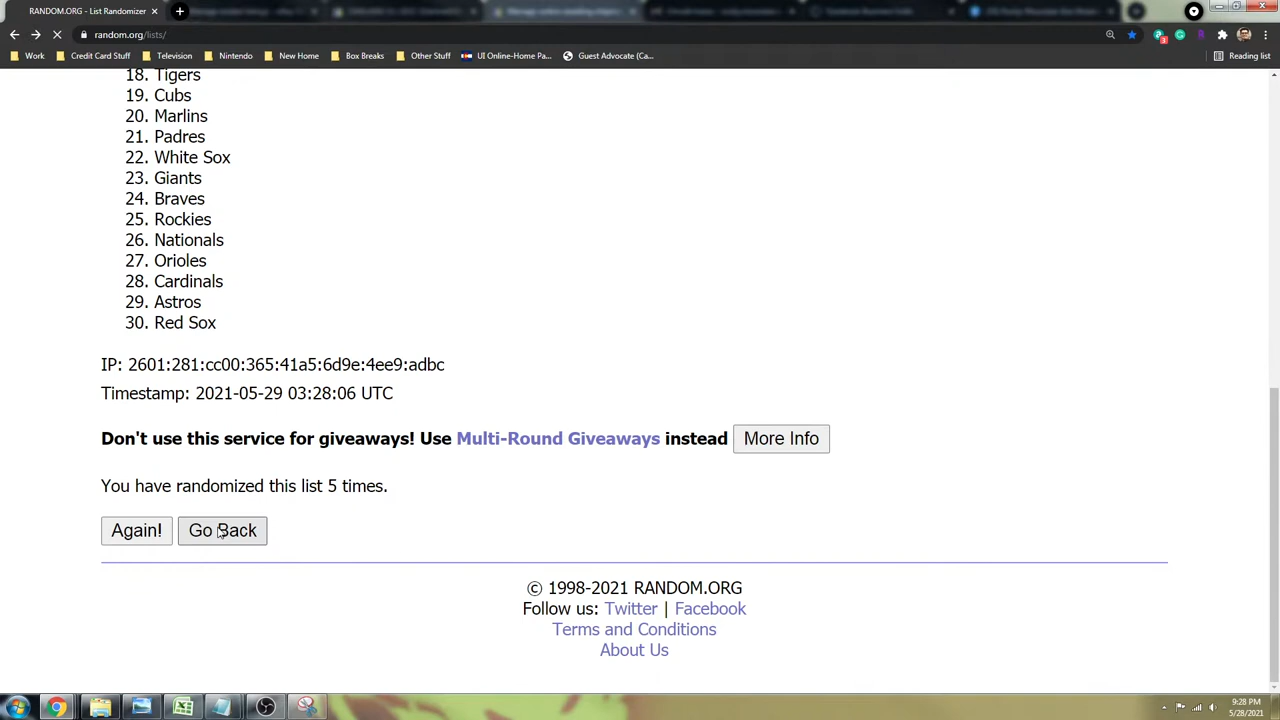 RANDOM.ORG - List Randomizer
random.org/lists/
Work
Credit Card Stuff
Television
Nintendo
New Home
Box Breaks
Other Stuff
UI Online-Home Pa...
Guest Advocate (Ca...
Reading list
18. Tigers
19. Cubs
20. Marlins
21. Padres
22. White Sox
23. Giants
24. Braves
25. Rockies
26. Nationals
27. Orioles
28. Cardinals
29. Astros
30. Red Sox
IP: 2601:281:cc00:365:41a5:6d9e:4ee9:adbc
Timestamp: 2021-05-29 03:28:06 UTC
Don't use this service for giveaways! Use Multi-Round Giveaways instead More Info
You have randomized this list 5 times.
Again! Go Back
© 1998-2021 RANDOM.ORG
Follow us: Twitter | Facebook
Terms and Conditions
About Us
9:28 PM
5/28/2021